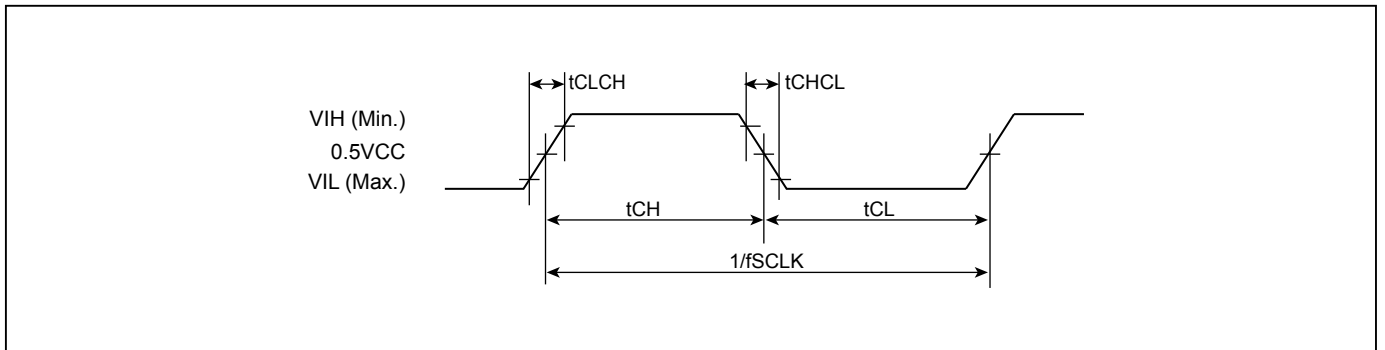 tCLCH
tCHCL
VIH (Min.)
0.5VCC
VIL (Max.)
tCH
tCL
1/fSCLK